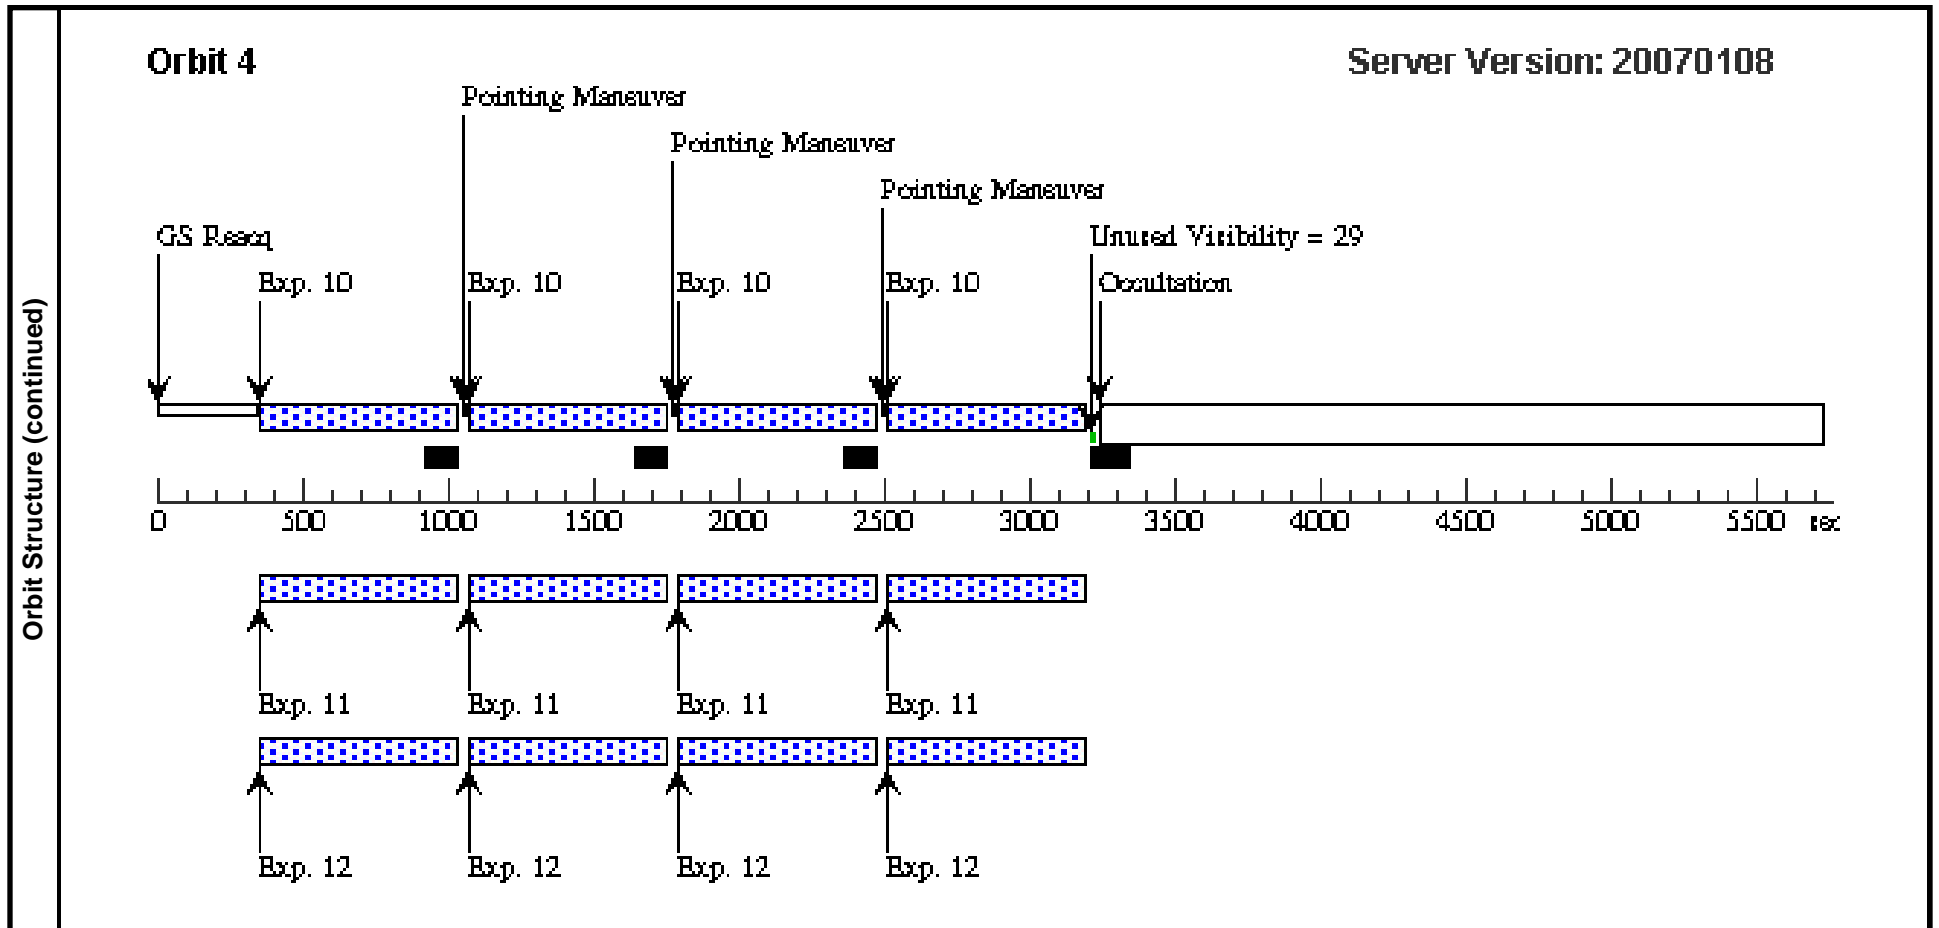 Orbit Structure (continued)
Orbit 4
Server Version: 20070108
Pointing Maneuver
Pointing Maneuver
Pointing Maneuver
GS Reacq
Unused Visibility = 29
Exp. 10
Exp. 10
Exp. 10
Exp. 10
Occultation
0 500 1000 1500 2000 2500 3000 3500 4000 4500 5000 5500 sec
Exp. 11
Exp. 11
Exp. 11
Exp. 11
Exp. 12
Exp. 12
Exp. 12
Exp. 12